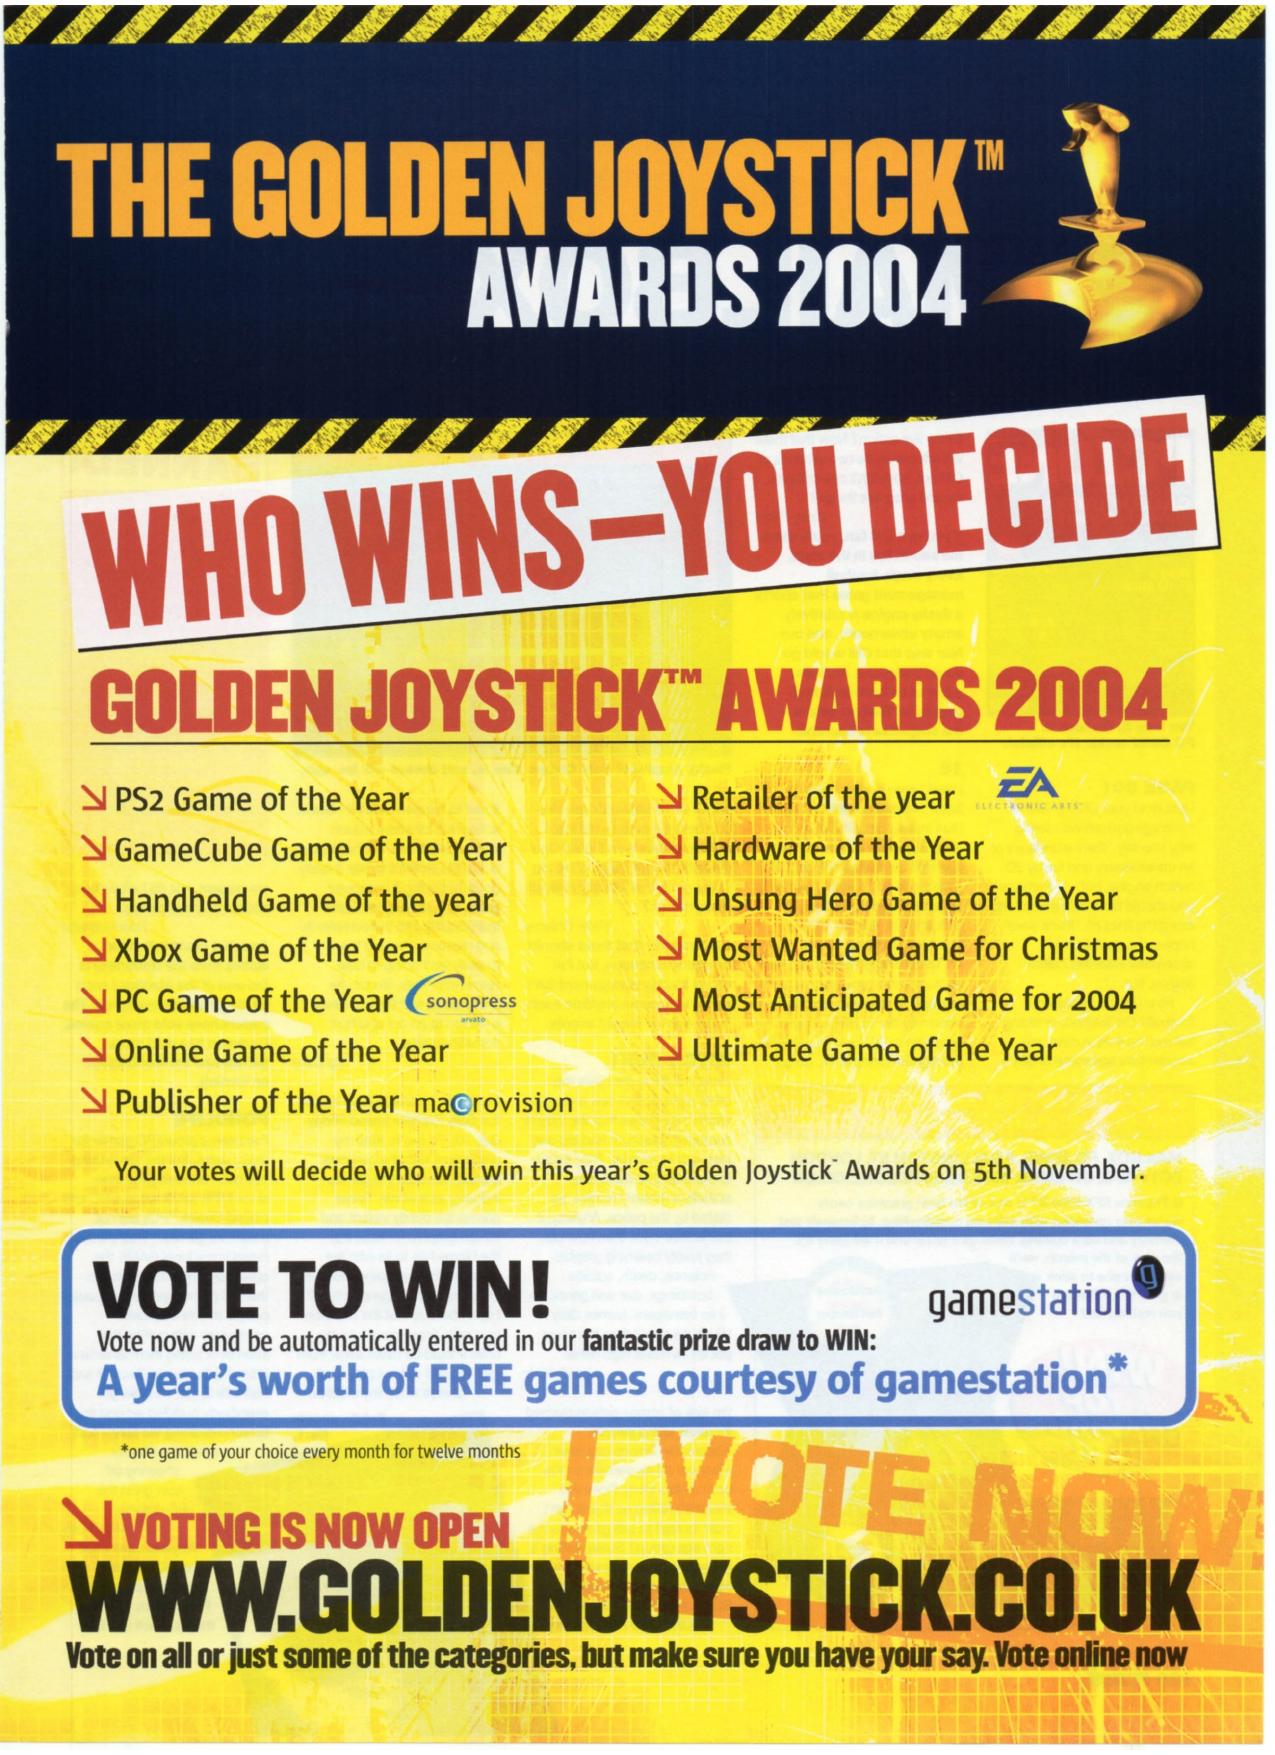 THE GOLDEN JOYSTICK™
AWARDS 2004
WHO WINS—YOU DECIDE
GOLDEN JOYSTICK™ AWARDS 2004
PS2 Game of the Year
GameCube Game of the Year
Handheld Game of the year
Xbox Game of the Year
PC Game of the Year sonopress
arvato
Online Game of the Year
Publisher of the Year macrovision
Retailer of the year EA
ELECTRONIC ARTS™
Hardware of the Year
Unsung Hero Game of the Year
Most Wanted Game for Christmas
Most Anticipated Game for 2004
Ultimate Game of the Year
Your votes will decide who will win this year's Golden Joystick™ Awards on 5th November.
VOTE TO WIN!
gamestation g
Vote now and be automatically entered in our fantastic prize draw to WIN:
A year's worth of FREE games courtesy of gamestation*
*one game of your choice every month for twelve months
VOTE NOW
VOTING IS NOW OPEN
WWW.GOLDENJOYSTICK.CO.UK
Vote on all or just some of the categories, but make sure you have your say. Vote online now